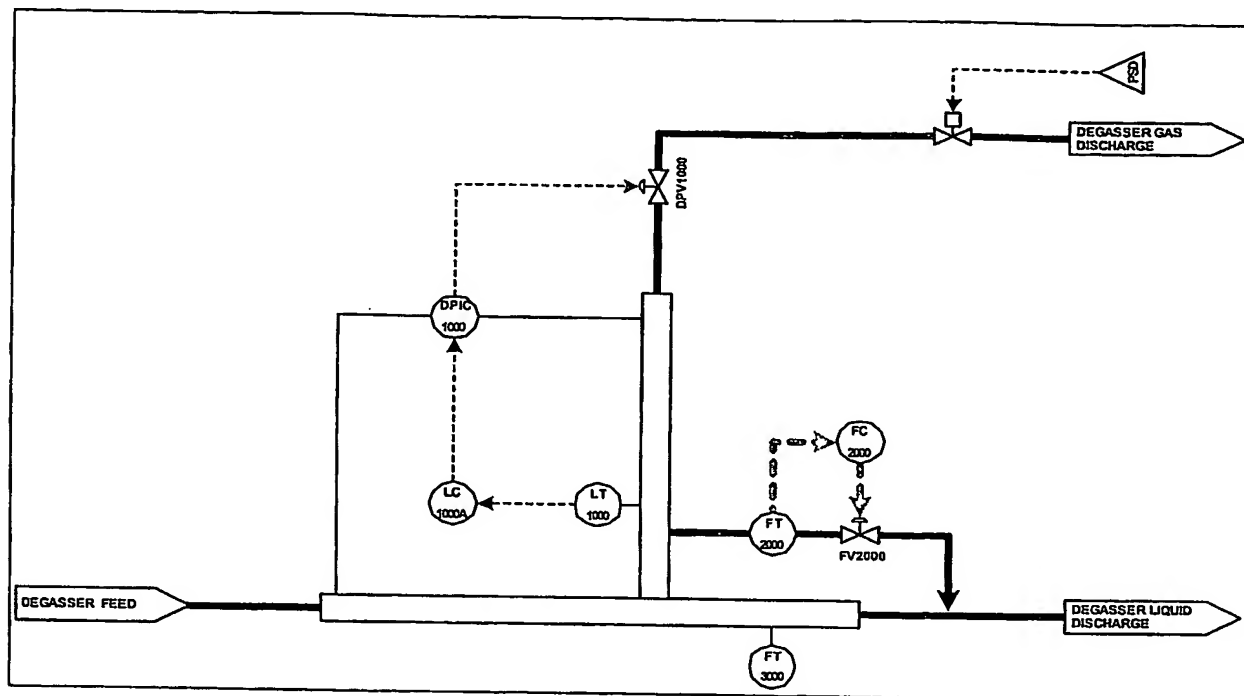 PSD
DEGASSER GAS
DISCHARGE
DPV1000
DPIC
1000
FC
2000
LC
1000A
LT
1000
FT
2000
FV2000
DEGASSER FEED
DEGASSER LIQUID
DISCHARGE
FT
3000